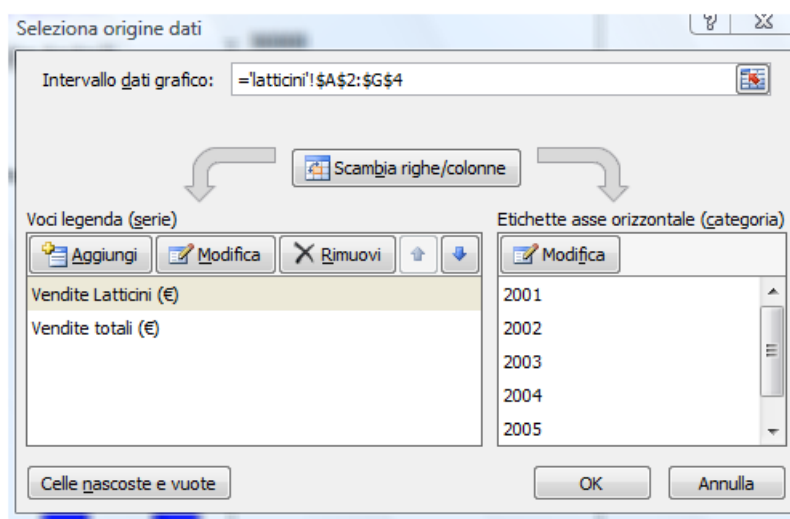 Seleziona origine dati
Intervallo dati grafico: ='latticini'!$A$2:$G$4
Scambia righe/colonne
Voci legenda (serie)
Etichette asse orizzontale (categoria)
Aggiungi Modifica Rimuovi
Modifica
Vendite Latticini (€)
2001
Vendite totali (€)
2002
2003
2004
2005
Celle nascoste e vuote
OK Annulla